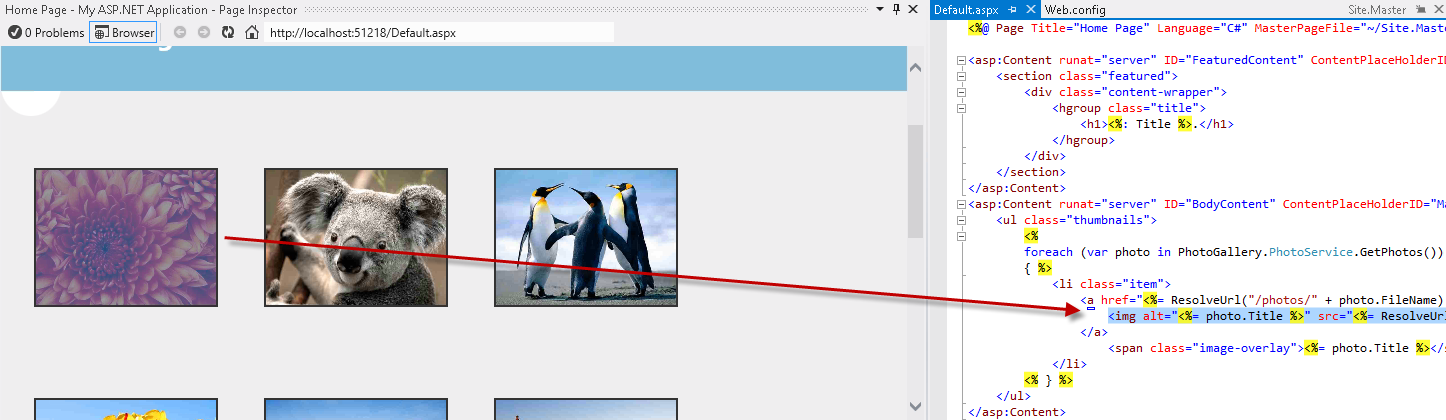 Home Page - My ASP.NET Application - Page Inspector
0 Problems Browser http://localhost:51218/Default.aspx
Default.aspx Web.config Site.Master
<%@ Page Title="Home Page" Language="C#" MasterPageFile="~/Site.Maste
<asp:Content runat="server" ID="FeaturedContent" ContentPlaceHolderID
<section class="featured">
<div class="content-wrapper">
<hgroup class="title">
<h1><%: Title %>.</h1>
</hgroup>
</div>
</section>
</asp:Content>
<asp:Content runat="server" ID="BodyContent" ContentPlaceHolderID="Ma
<ul class="thumbnails">
<%
foreach (var photo in PhotoGallery.PhotoService.GetPhotos())
{ %>
<li class="item">
<a href="<%= ResolveUrl("/photos/" + photo.FileName)
<img alt="<%= photo.Title %>" src="<%= ResolveUrl
</a>
<span class="image-overlay"><%= photo.Title %></s
</li>
<% } %>
</ul>
</asp:Content>